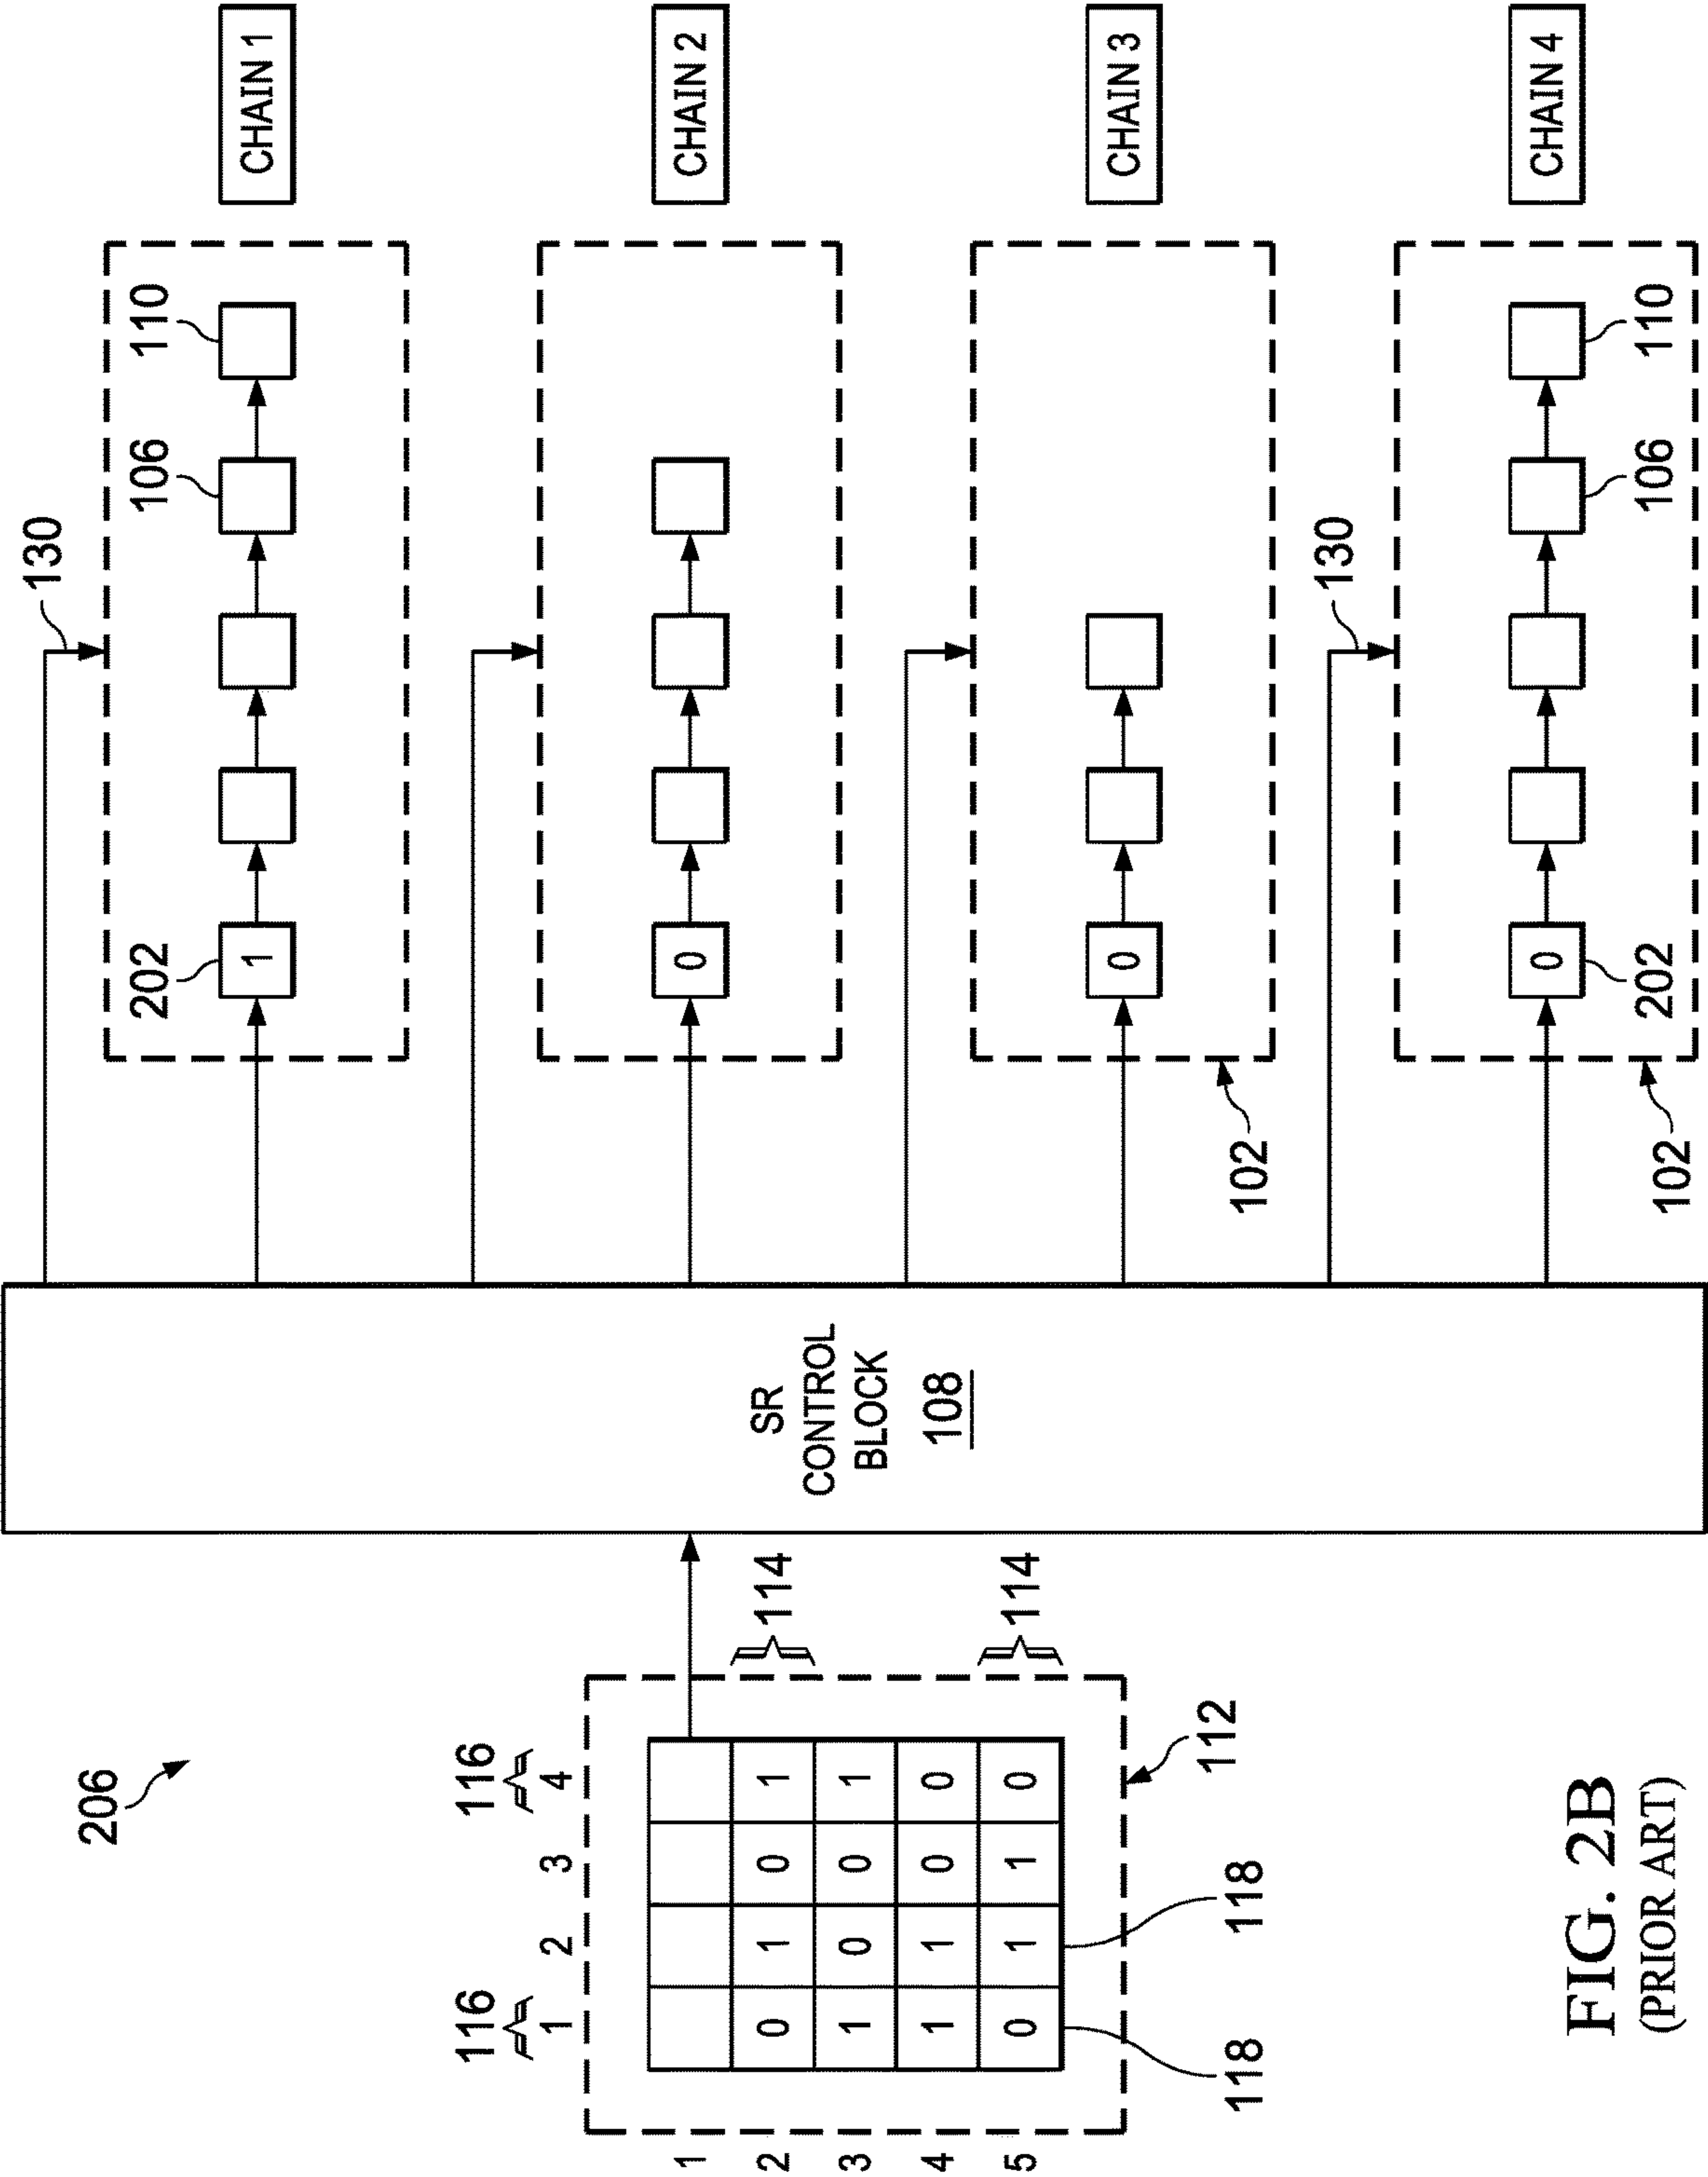 130
206
202 106 110
1 CHAIN 1
116 116
1 2 3 4
1
0 CHAIN 2
2 0 1 0 1 114
3 1 0 0 1
4 1 1 0 0
5 0 1 1 0 114
SR
CONTROL
BLOCK
108
0 CHAIN 3
112
118 118
102
130
0 CHAIN 4
202 106 110
102
FIG. 2B
(PRIOR ART)